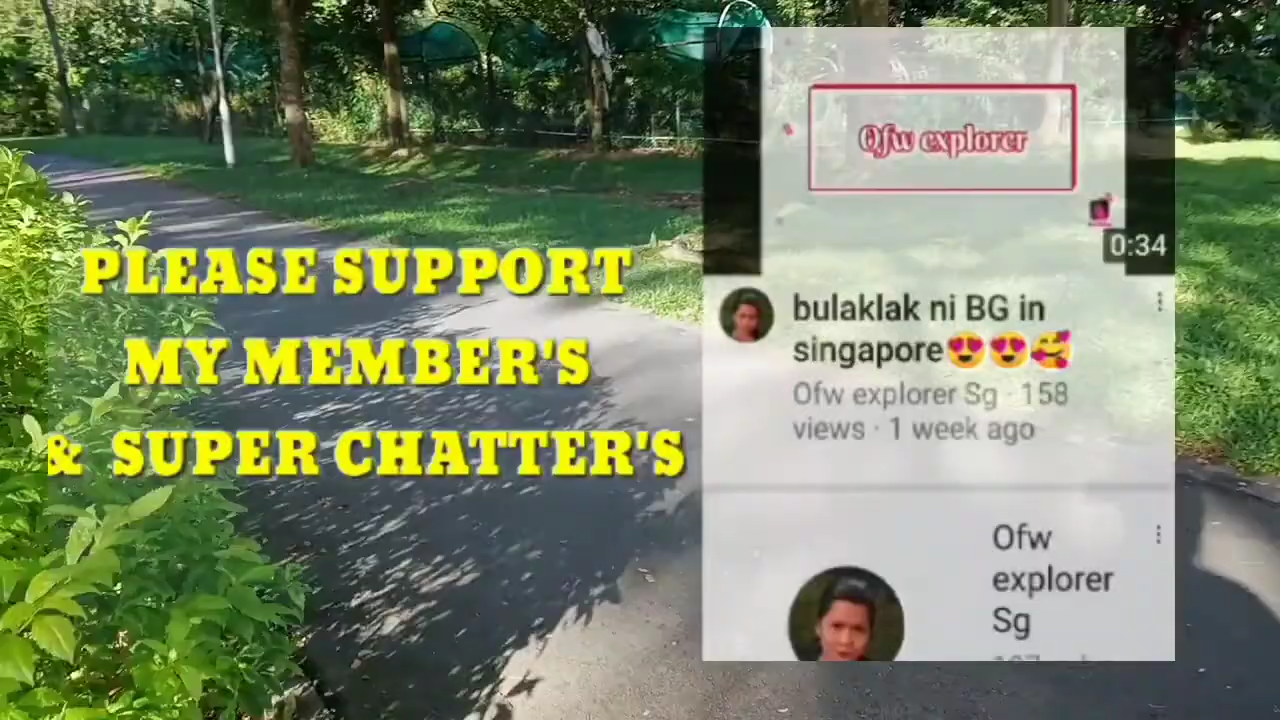 PLEASE SUPPORT
MY MEMBER'S
& SUPER CHATTER'S
Ofw explorer
0:34
bulaklak ni BG in
singapore😍😍🥰
Ofw explorer Sg · 158
views · 1 week ago
Ofw
explorer
Sg